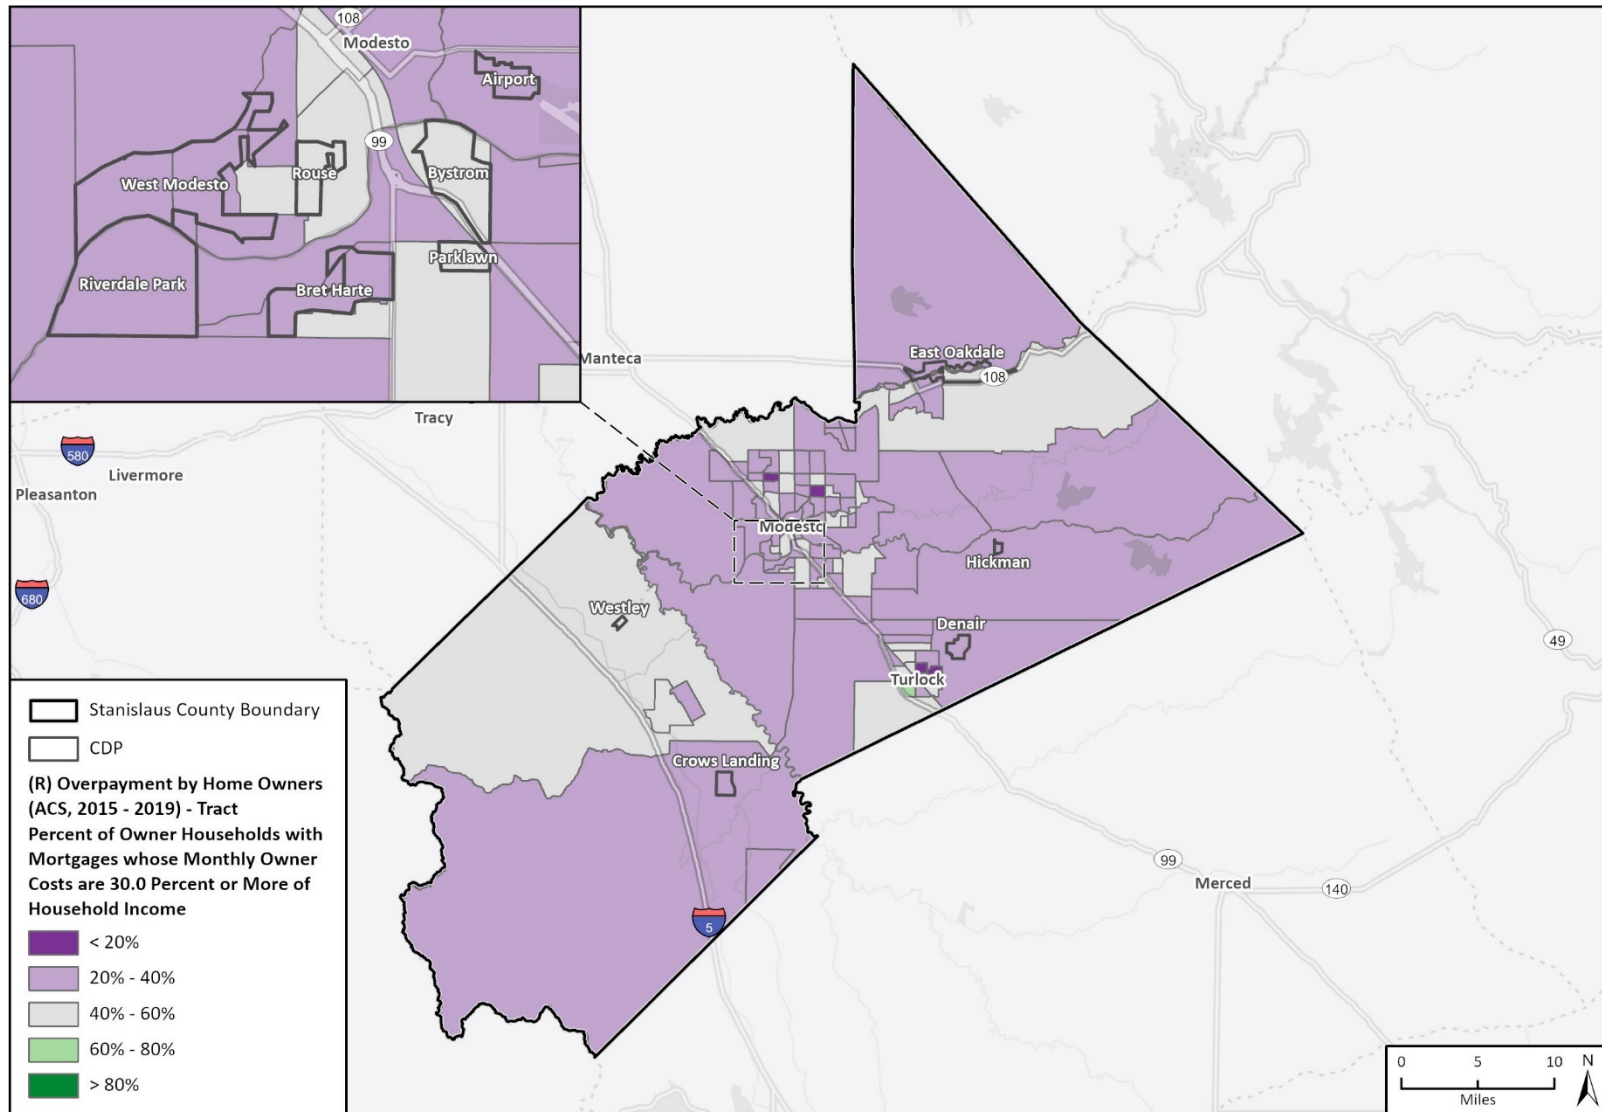 108
Modesto
Airport
99
West Modesto
Rouse
Bystrom
Riverdale Park
Bret Harte
Parklawn
Manteca
East Oakdale
108
Tracy
580
Livermore
Pleasanton
Modesto
Hickman
680
Westley
Denair
49
Turlock
Crows Landing
99
Merced
140
5
Stanislaus County Boundary
CDP
(R) Overpayment by Home Owners
(ACS, 2015 - 2019) - Tract
Percent of Owner Households with
Mortgages whose Monthly Owner
Costs are 30.0 Percent or More of
Household Income
< 20%
20% - 40%
40% - 60%
60% - 80%
> 80%
0 5 10
Miles
N